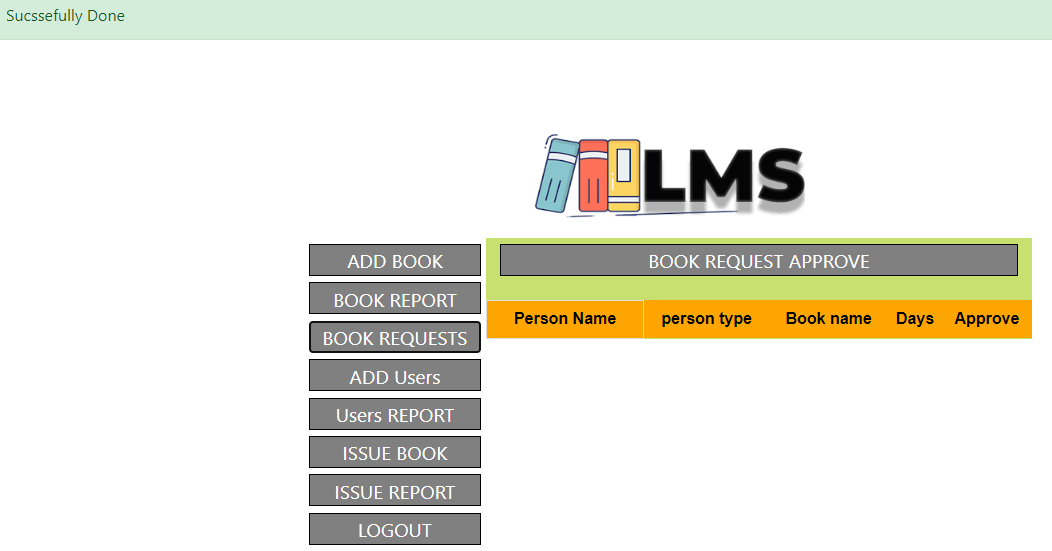 Sucssefully Done
LMS
ADD BOOK
BOOK REPORT
BOOK REQUESTS
ADD Users
Users REPORT
ISSUE BOOK
ISSUE REPORT
LOGOUT
BOOK REQUEST APPROVE
Person Name person type Book name Days Approve